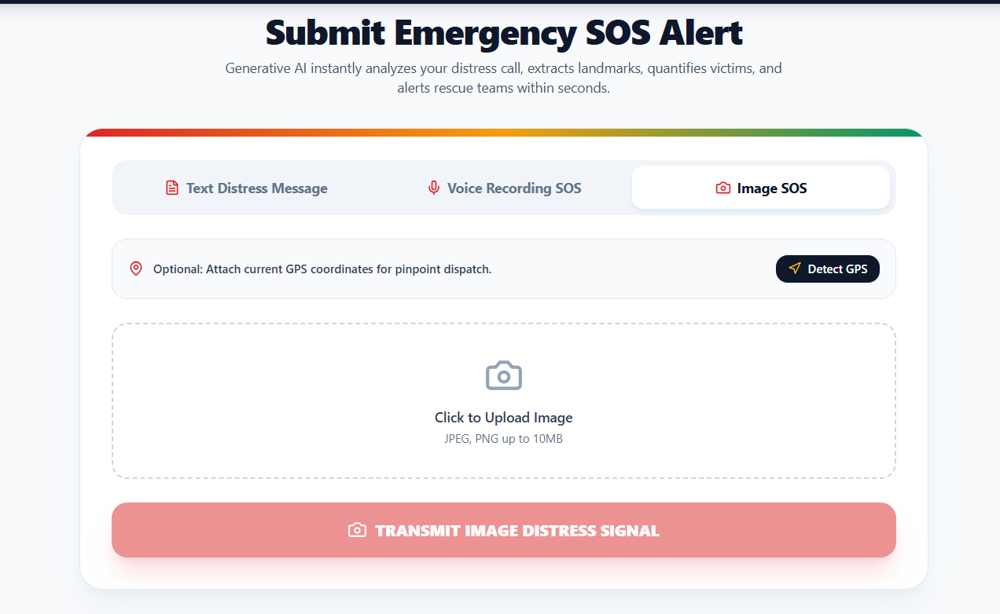 Submit Emergency SOS Alert
Generative AI instantly analyzes your distress call, extracts landmarks, quantifies victims, and
alerts rescue teams within seconds.
Text Distress Message
Voice Recording SOS
Image SOS
Optional: Attach current GPS coordinates for pinpoint dispatch.
Detect GPS
Click to Upload Image
JPEG, PNG up to 10MB
TRANSMIT IMAGE DISTRESS SIGNAL